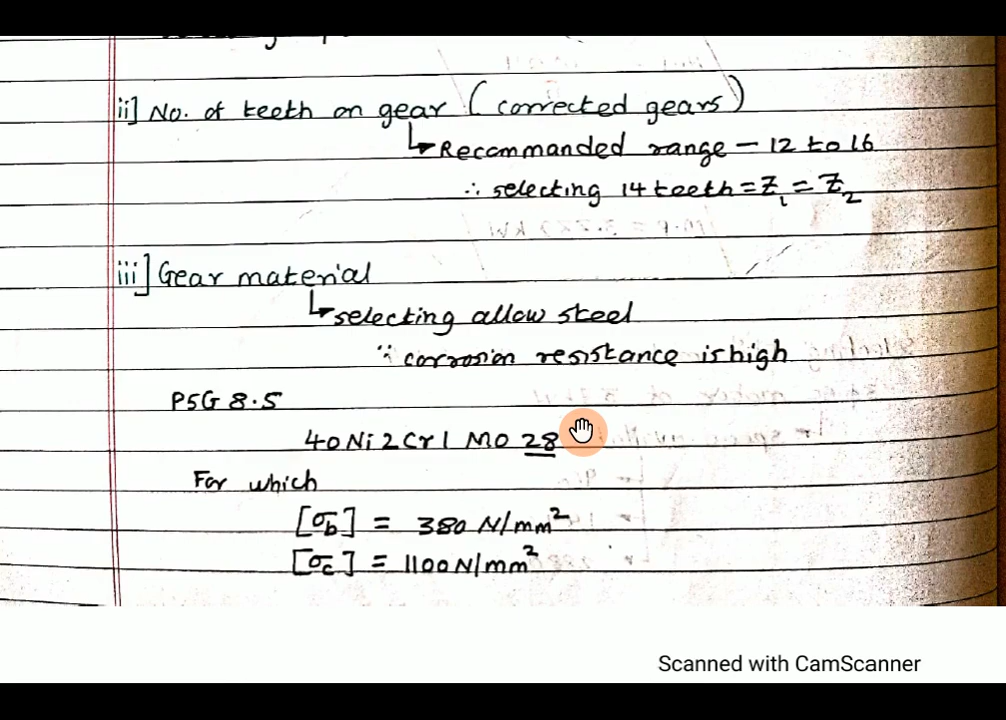 ii] No. of teeth on gear (corrected gears)
↳ Recommanded range – 12 to 16
∴ selecting 14 teeth = Z₁ = Z₂
iii] Gear material
↳ selecting allow steel
∵ corrosion resistance is high
PSG 8.5
40 Ni 2 Cr 1 Mo 28
For which
[σb] = 380 N/mm²
[σc] = 1100 N/mm²
Scanned with CamScanner